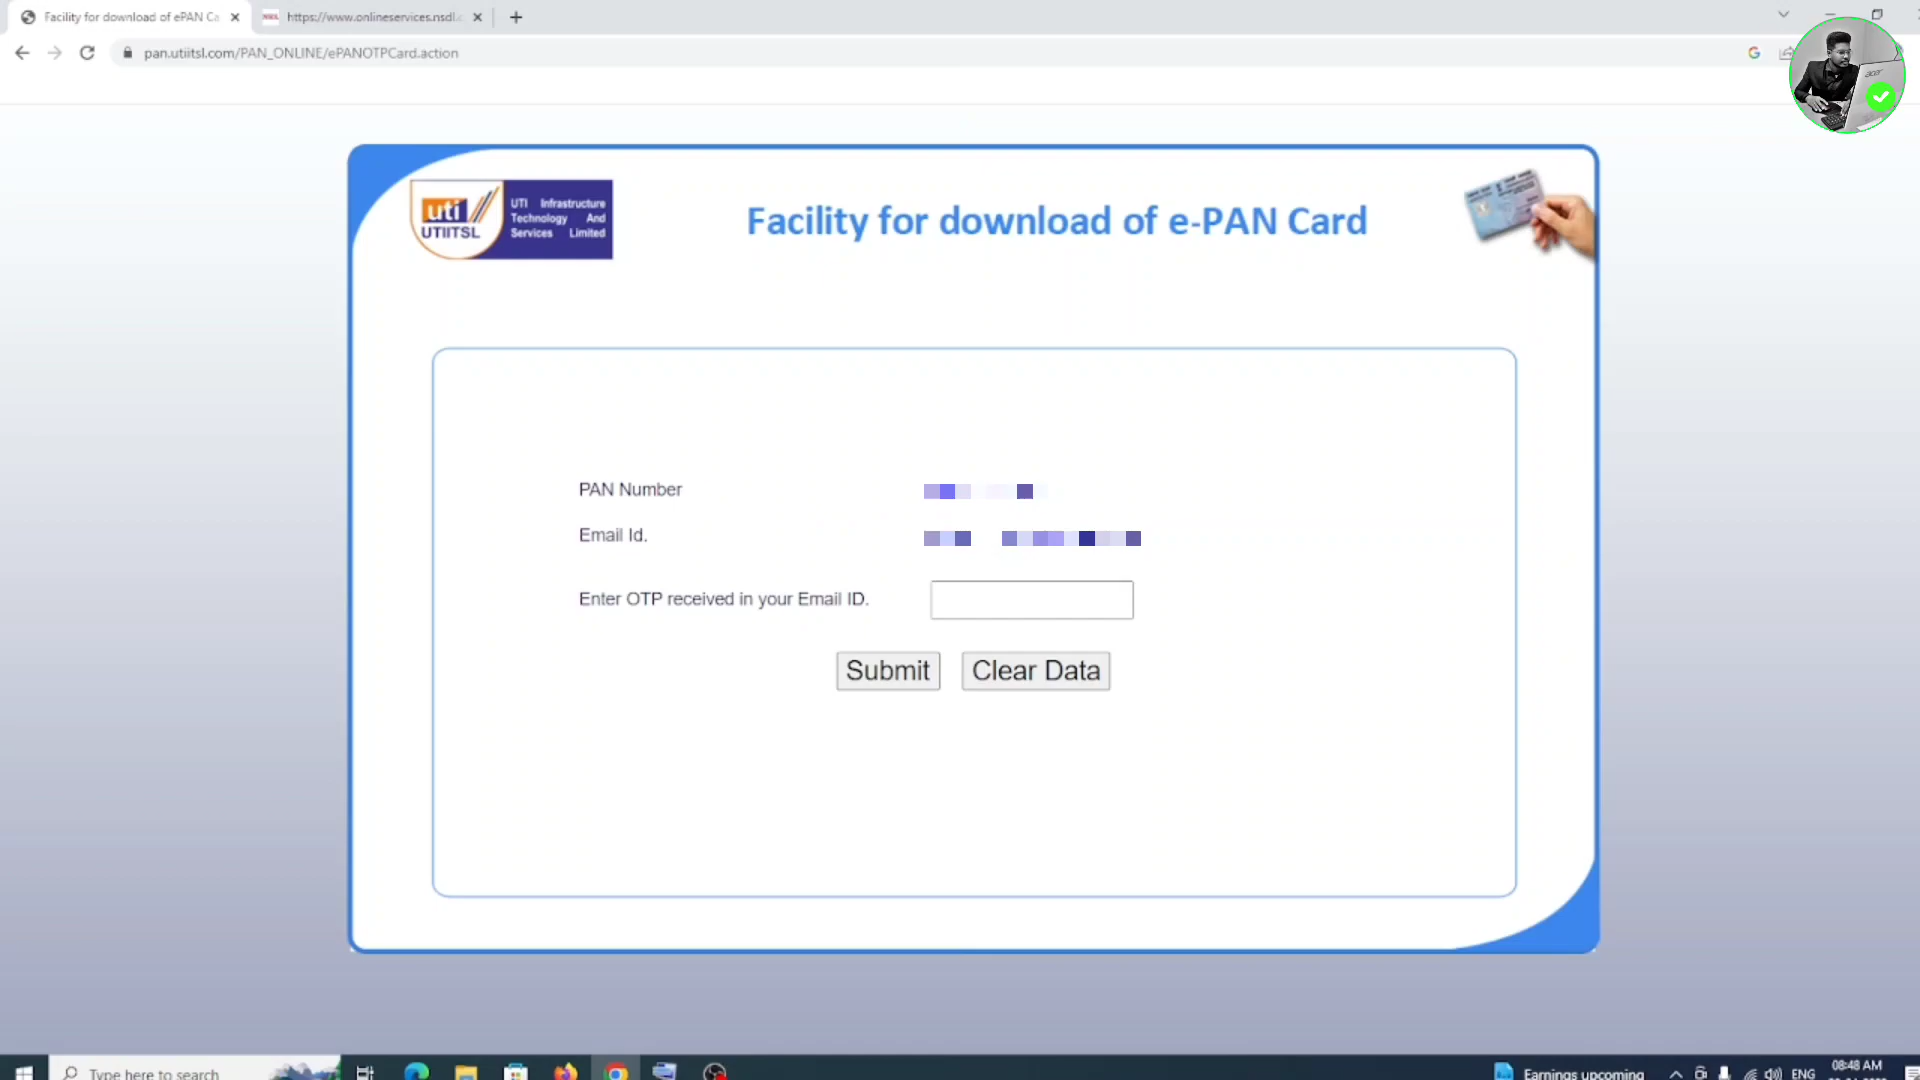 Facility for download of ePAN Ca
https://www.onlineservices.nsdl.c
pan.utiitsl.com/PAN_ONLINE/ePANOTPCard.action
acer
uti
UTIITSL
UTI Infrastructure
Technology And
Services Limited
Facility for download of e-PAN Card
PAN Number
Email Id.
Enter OTP received in your Email ID.
Submit Clear Data
Type here to search
Earnings upcoming
ENG
08:48 AM